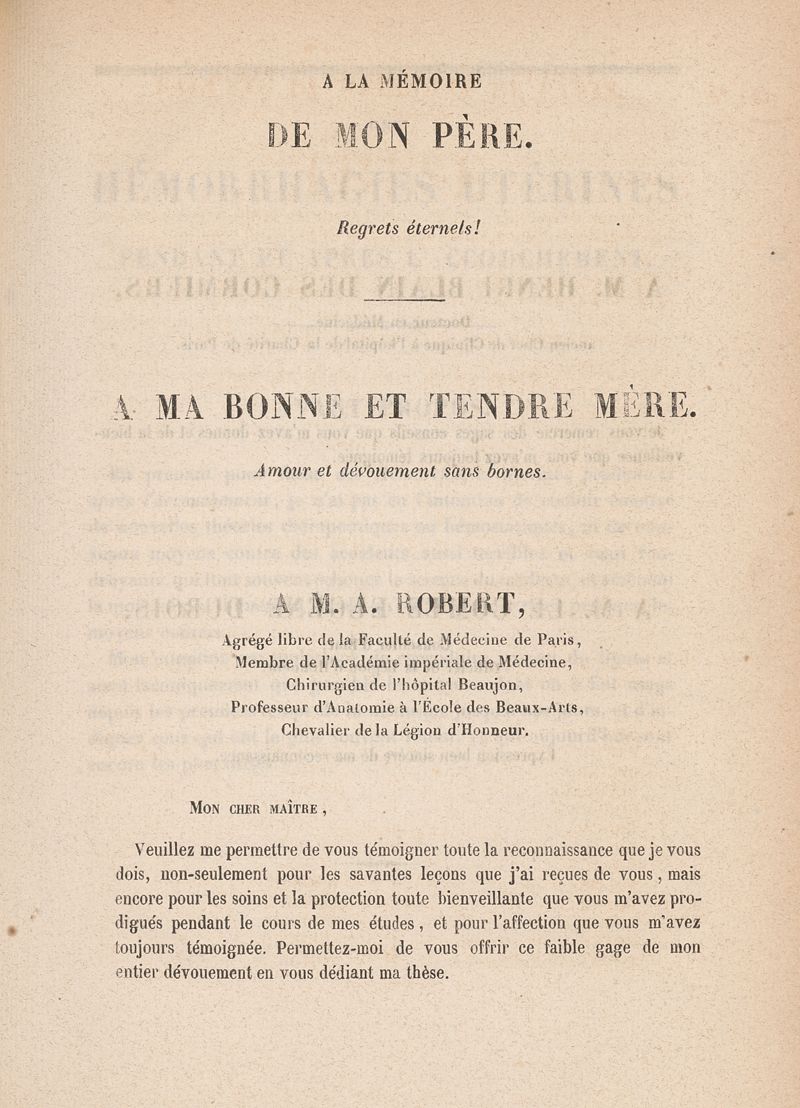 A LA MÉMOIRE
DE MON PÈRE.
Regrets éternels!
A MA BONNE ET TENDRE MÈRE.
Amour et dévouement sans bornes.
A M. A. ROBERT,
Agrégé libre de la Faculté de Médecine de Paris,
Membre de l'Académie impériale de Médecine,
Chirurgien de l'hôpital Beaujon,
Professeur d'Anatomie à l'École des Beaux-Arts,
Chevalier de la Légion d'Honneur.
MON CHER MAÎTRE,
Veuillez me permettre de vous témoigner toute la reconnaissance que je vous
dois, non-seulement pour les savantes leçons que j'ai reçues de vous, mais
encore pour les soins et la protection toute bienveillante que vous m'avez pro-
digués pendant le cours de mes études, et pour l'affection que vous m'avez
toujours témoignée. Permettez-moi de vous offrir ce faible gage de mon
entier dévouement en vous dédiant ma thèse.